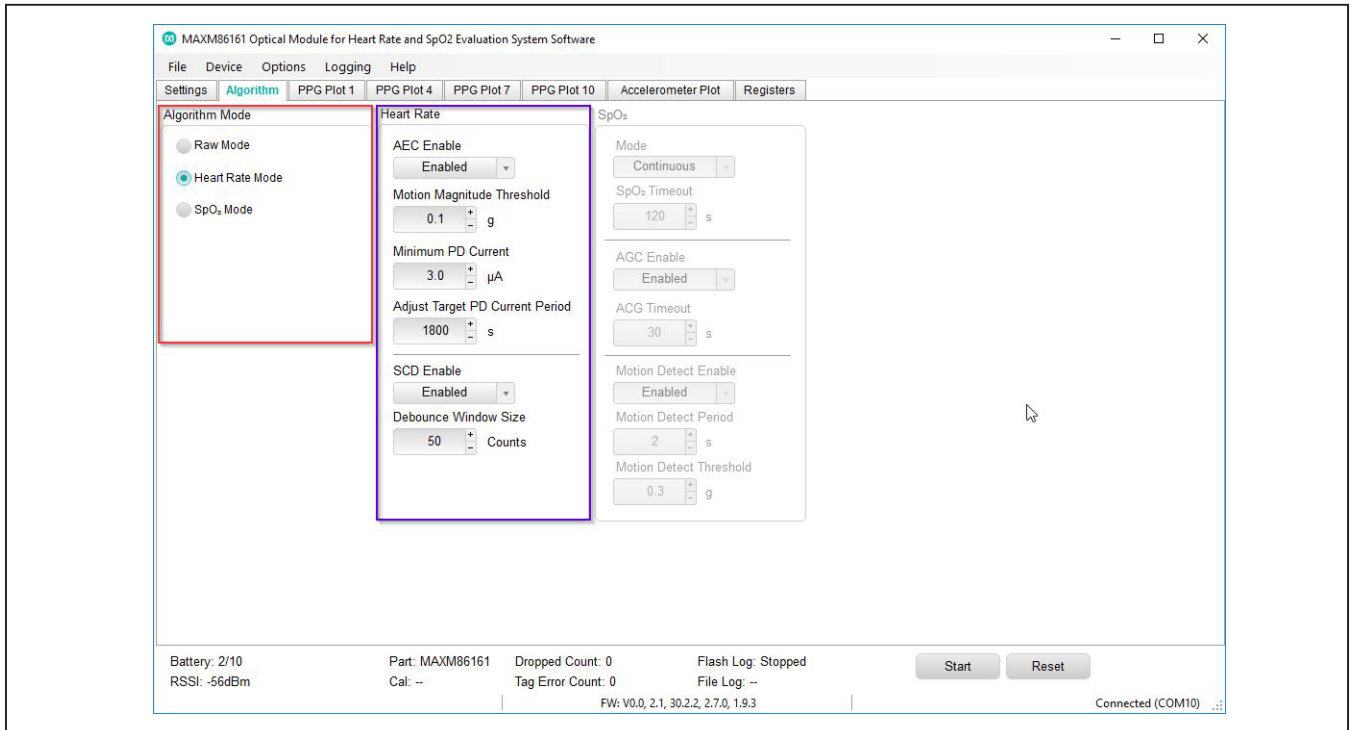 MAXM86161 Optical Module for Heart Rate and SpO2 Evaluation System Software
File Device Options Logging Help
Settings Algorithm PPG Plot 1 PPG Plot 4 PPG Plot 7 PPG Plot 10 Accelerometer Plot Registers
Algorithm Mode
Raw Mode
Heart Rate Mode
SpO₂ Mode
Heart Rate
AEC Enable
Enabled
Motion Magnitude Threshold
0.1 g
Minimum PD Current
3.0 µA
Adjust Target PD Current Period
1800 s
SCD Enable
Enabled
Debounce Window Size
50 Counts
SpO₂
Mode
Continuous
SpO₂ Timeout
120 s
AGC Enable
Enabled
ACG Timeout
30 s
Motion Detect Enable
Enabled
Motion Detect Period
2 s
Motion Detect Threshold
0.3 g
Battery: 2/10 Part: MAXM86161 Dropped Count: 0 Flash Log: Stopped Start Reset
RSSI: -56dBm Cal: -- Tag Error Count: 0 File Log: --
FW: V0.0, 2.1, 30.2.2, 2.7.0, 1.9.3 Connected (COM10)